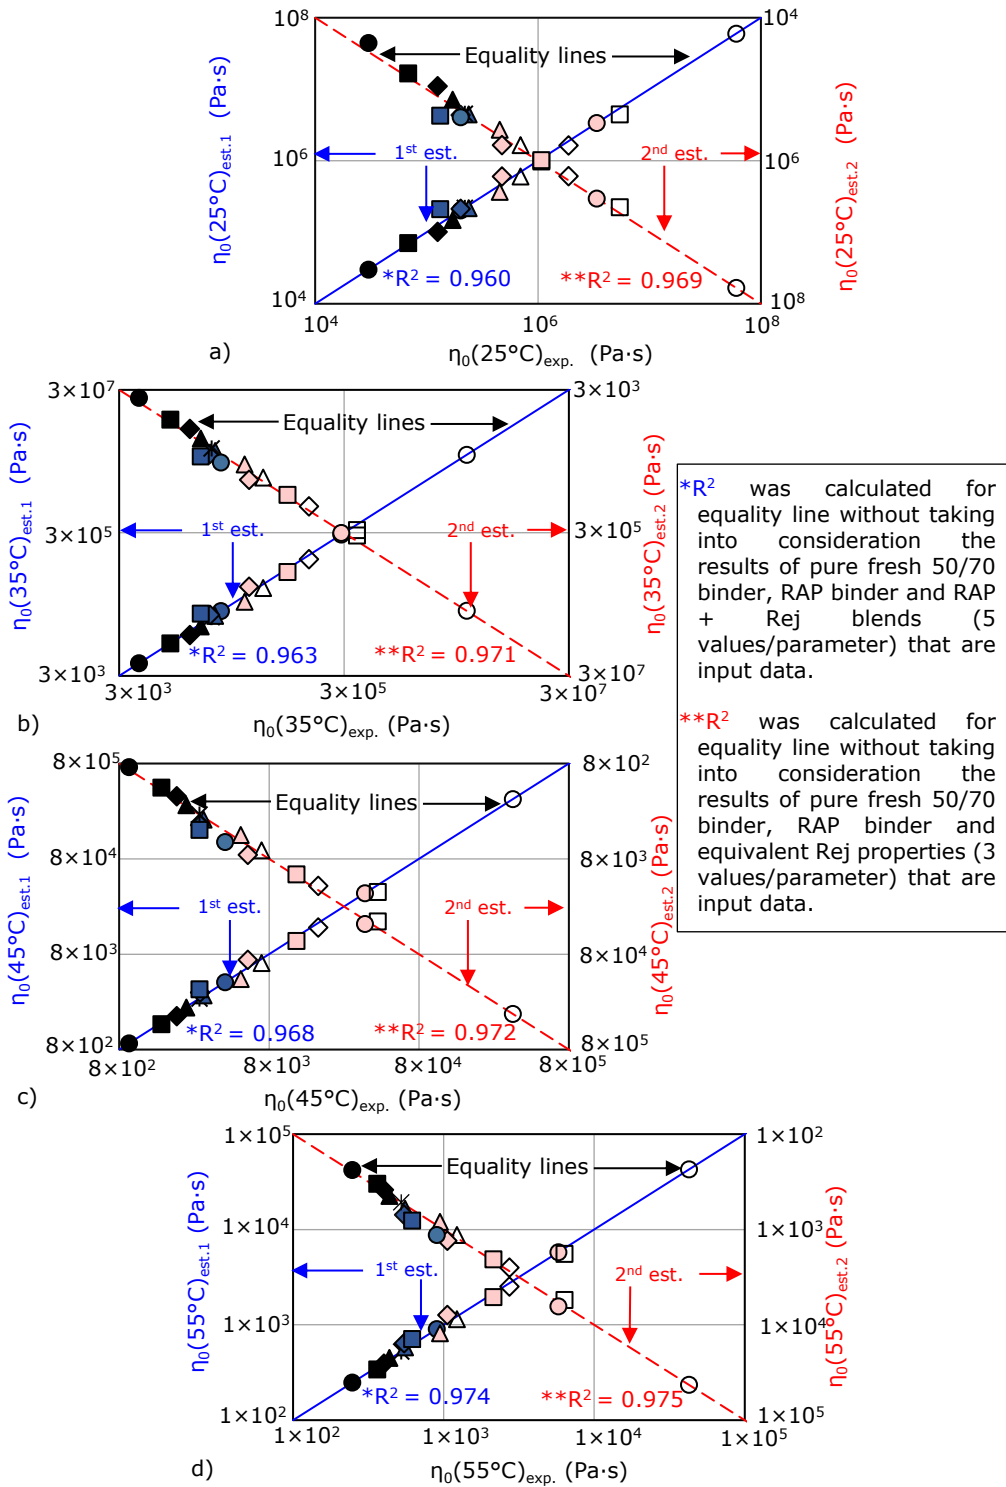 10⁸
10⁴
Equality lines
η₀(25°C)est.1 (Pa·s)
η₀(25°C)est.2 (Pa·s)
1st est.
2nd est.
10⁶
10⁶
*R² = 0.960
**R² = 0.969
10⁴
10⁸
10⁴
10⁶
10⁸
a)
η₀(25°C)exp. (Pa·s)
3×10⁷
3×10³
Equality lines
η₀(35°C)est.1 (Pa·s)
η₀(35°C)est.2 (Pa·s)
1st est.
2nd est.
3×10⁵
3×10⁵
*R² = 0.963
**R² = 0.971
3×10³
3×10⁷
3×10³
3×10⁵
3×10⁷
b)
η₀(35°C)exp. (Pa·s)
*R² was calculated for
equality line without taking
into consideration the
results of pure fresh 50/70
binder, RAP binder and RAP
+ Rej blends (5
values/parameter) that are
input data.
**R² was calculated for
equality line without taking
into consideration the
results of pure fresh 50/70
binder, RAP binder and
equivalent Rej properties (3
values/parameter) that are
input data.
8×10⁵
8×10²
Equality lines
η₀(45°C)est.1 (Pa·s)
η₀(45°C)est.2 (Pa·s)
8×10⁴
8×10³
1st est.
2nd est.
8×10³
8×10⁴
*R² = 0.968
**R² = 0.972
8×10²
8×10⁵
8×10²
8×10³
8×10⁴
8×10⁵
c)
η₀(45°C)exp. (Pa·s)
1×10⁵
1×10²
Equality lines
η₀(55°C)est.1 (Pa·s)
η₀(55°C)est.2 (Pa·s)
1×10⁴
1×10³
1st est.
2nd est.
1×10³
1×10⁴
*R² = 0.974
**R² = 0.975
1×10²
1×10⁵
1×10²
1×10³
1×10⁴
1×10⁵
d)
η₀(55°C)exp. (Pa·s)